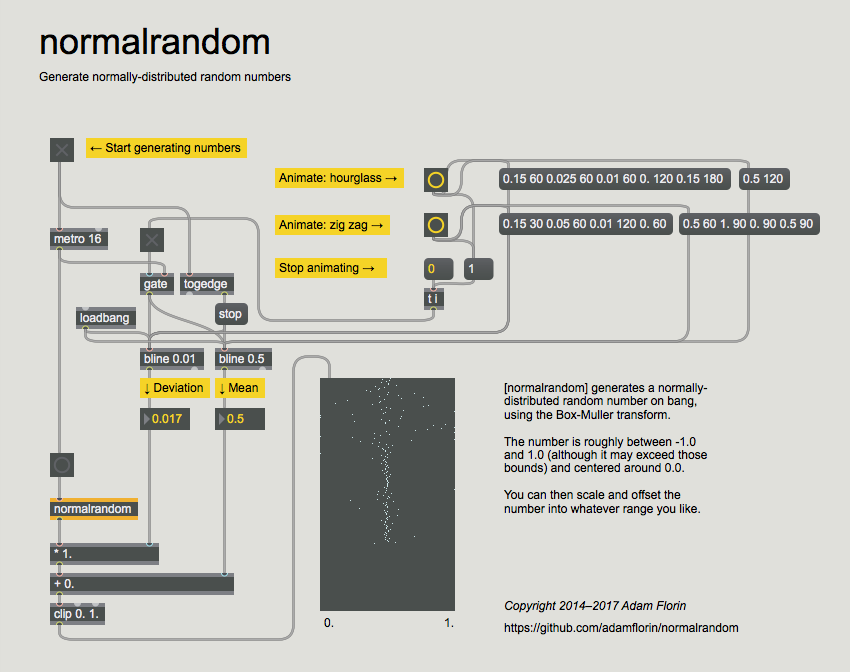 normalrandom
Generate normally-distributed random numbers
← Start generating numbers
Animate: hourglass →
0.15 60 0.025 60 0.01 60 0. 120 0.15 180
0.5 120
Animate: zig zag →
0.15 30 0.05 60 0.01 120 0. 60
0.5 60 1. 90 0. 90 0.5 90
metro 16
Stop animating →
0
1
gate
togedge
t i
loadbang
stop
bline 0.01
bline 0.5
↓ Deviation
↓ Mean
0.017
0.5
[normalrandom] generates a normally-
distributed random number on bang,
using the Box-Muller transform.
The number is roughly between -1.0
and 1.0 (although it may exceed those
bounds) and centered around 0.0.
You can then scale and offset the
number into whatever range you like.
normalrandom
* 1.
+ 0.
clip 0. 1.
0.
1.
Copyright 2014–2017 Adam Florin
https://github.com/adamflorin/normalrandom